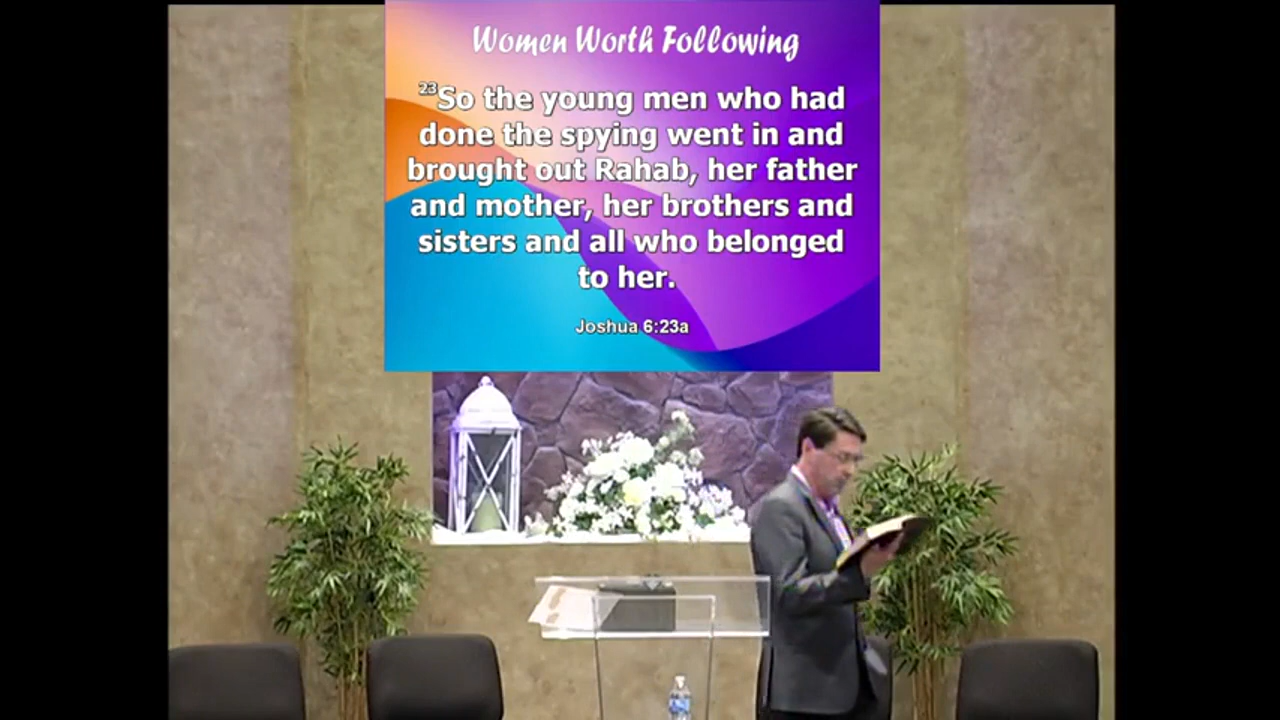 Women Worth Following
23So the young men who had
done the spying went in and
brought out Rahab, her father
and mother, her brothers and
sisters and all who belonged
to her.
Joshua 6:23a